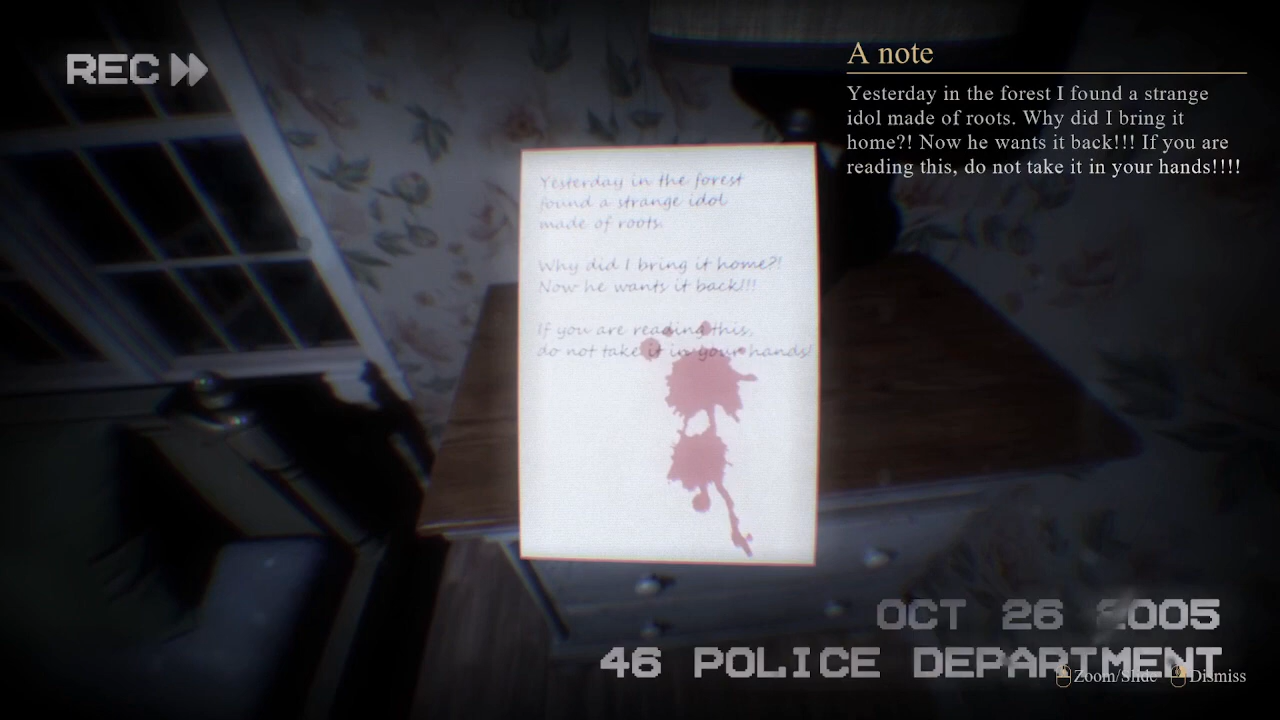 REC
A note
Yesterday in the forest I found a strange
idol made of roots. Why did I bring it
home?! Now he wants it back!!! If you are
reading this, do not take it in your hands!!!!
Yesterday in the forest
found a strange idol
made of roots.
Why did I bring it home?!
Now he wants it back!!!
If you are reading this,
do not take it in your hands!
OCT 26 2005
46 POLICE DEPARTMENT
Zoom/Slide Dismiss